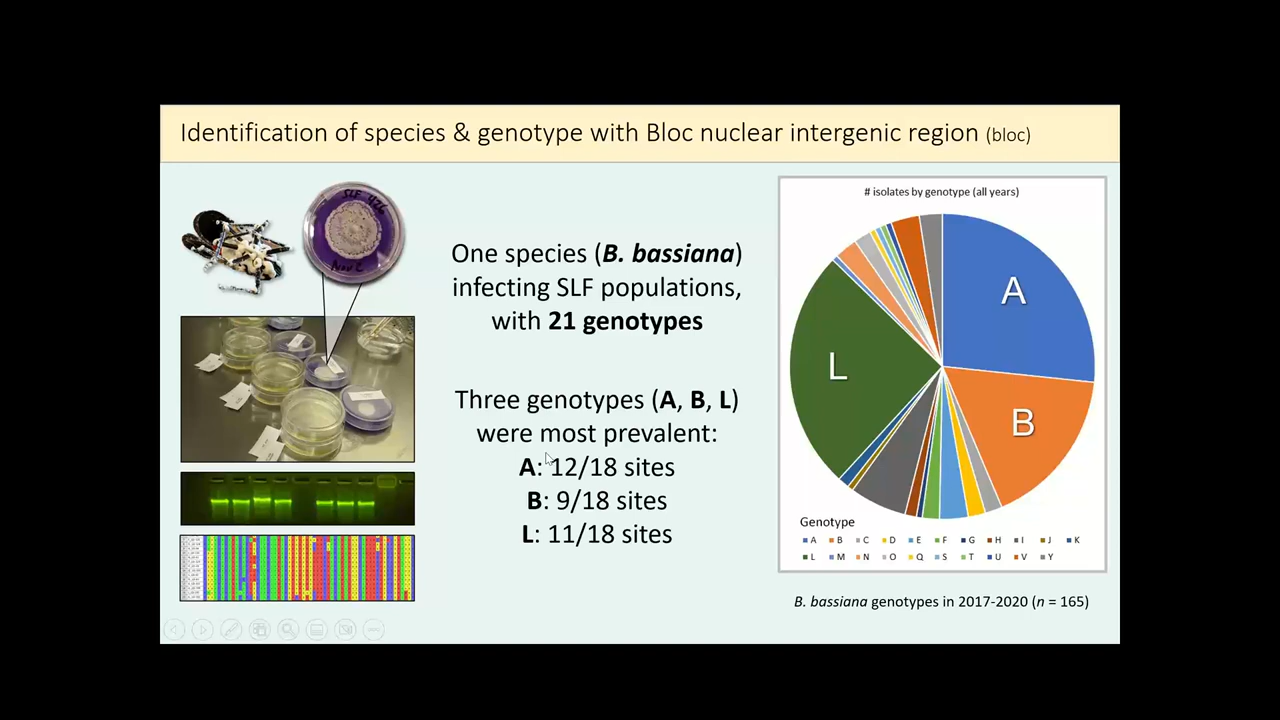 Identification of species & genotype with Bloc nuclear intergenic region (bloc)
SLF 426
One species (B. bassiana)
infecting SLF populations,
with 21 genotypes
Three genotypes (A, B, L)
were most prevalent:
A: 12/18 sites
B: 9/18 sites
L: 11/18 sites
# isolates by genotype (all years)
A
L
B
Genotype
A B C D E F G H I J K
L M N O Q S T U V Y
B. bassiana genotypes in 2017-2020 (n = 165)